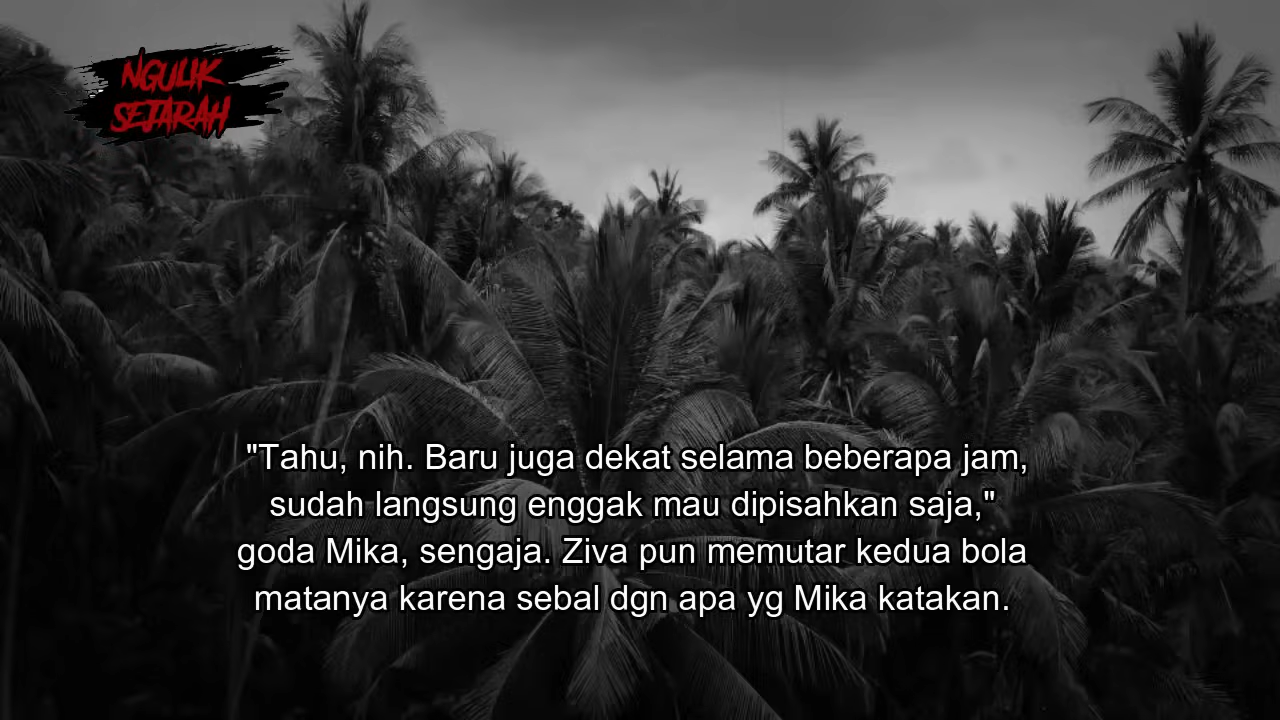 NGULIK
SEJARAH
"Tahu, nih. Baru juga dekat selama beberapa jam,
sudah langsung enggak mau dipisahkan saja,"
goda Mika, sengaja. Ziva pun memutar kedua bola
matanya karena sebal dgn apa yg Mika katakan.